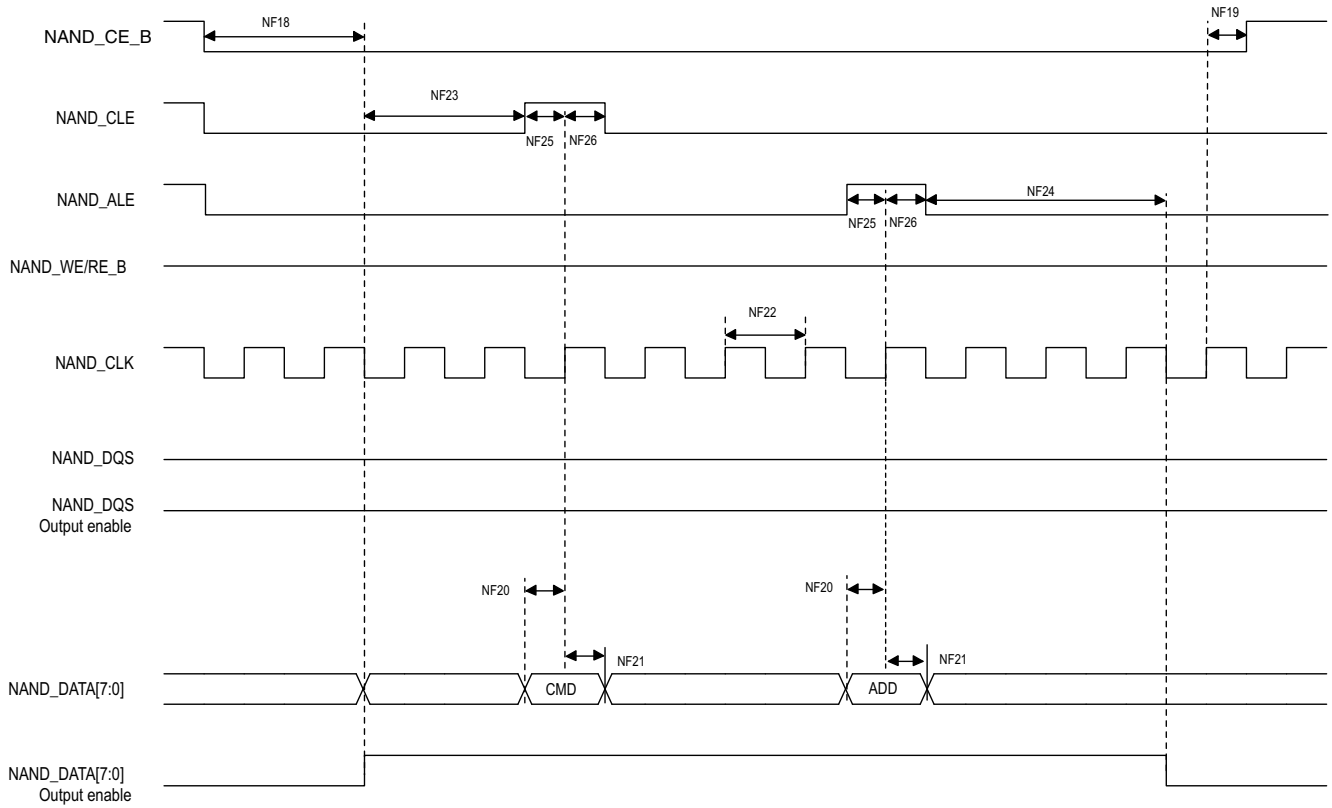 NF18
NF19
NAND_CE_B
NF23
NAND_CLE
NF25 NF26
NAND_ALE
NF24
NF25 NF26
NAND_WE/RE_B
NF22
NAND_CLK
NAND_DQS
NAND_DQS
Output enable
NF20
NF20
NF21
NF21
NAND_DATA[7:0]
CMD
ADD
NAND_DATA[7:0]
Output enable